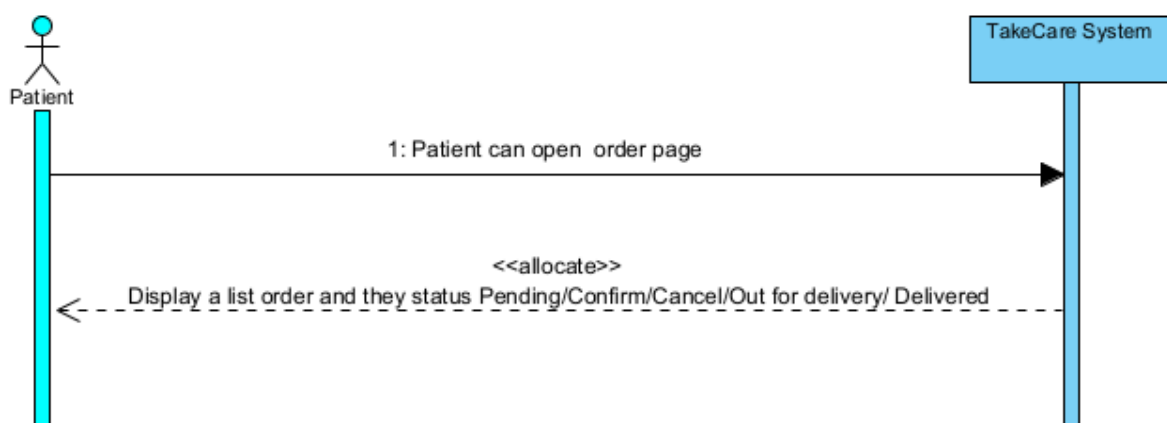 TakeCare System
Patient
1: Patient can open order page
<<allocate>>
Display a list order and they status Pending/Confirm/Cancel/Out for delivery/ Delivered